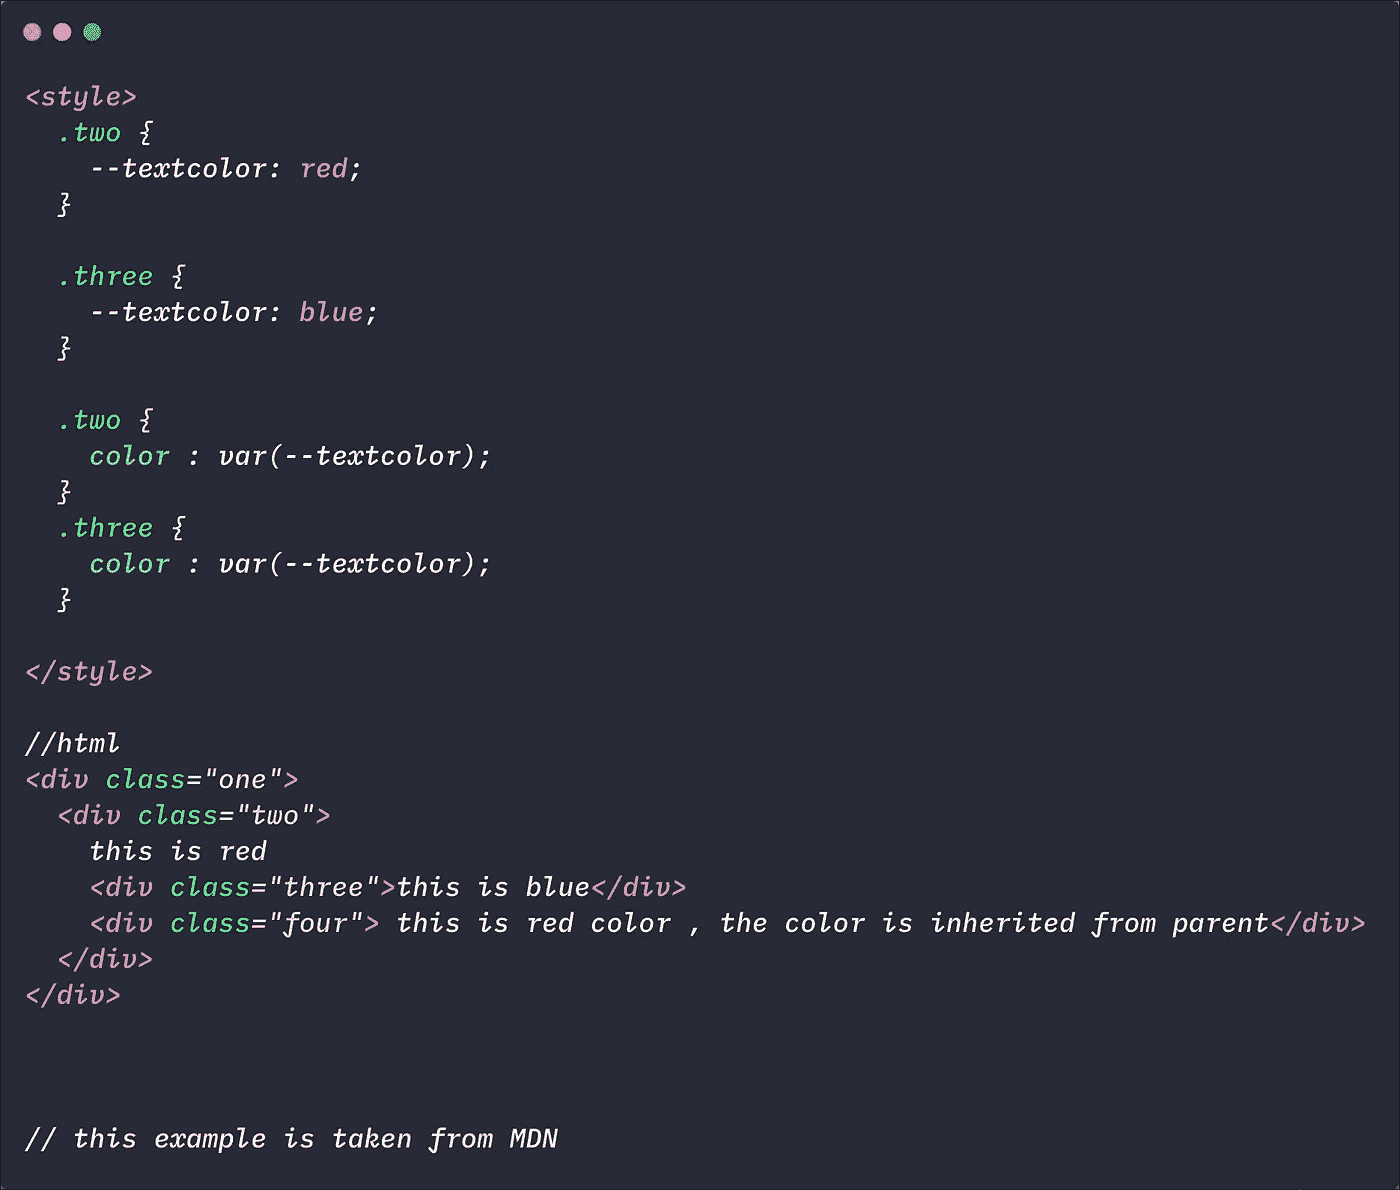 <style>
  .two {
    --textcolor: red;
  }

  .three {
    --textcolor: blue;
  }

  .two {
    color : var(--textcolor);
  }
  .three {
    color : var(--textcolor);
  }

</style>

//html
<div class="one">
  <div class="two">
    this is red
    <div class="three">this is blue</div>
    <div class="four"> this is red color , the color is inherited from parent</div>
  </div>
</div>

// this example is taken from MDN